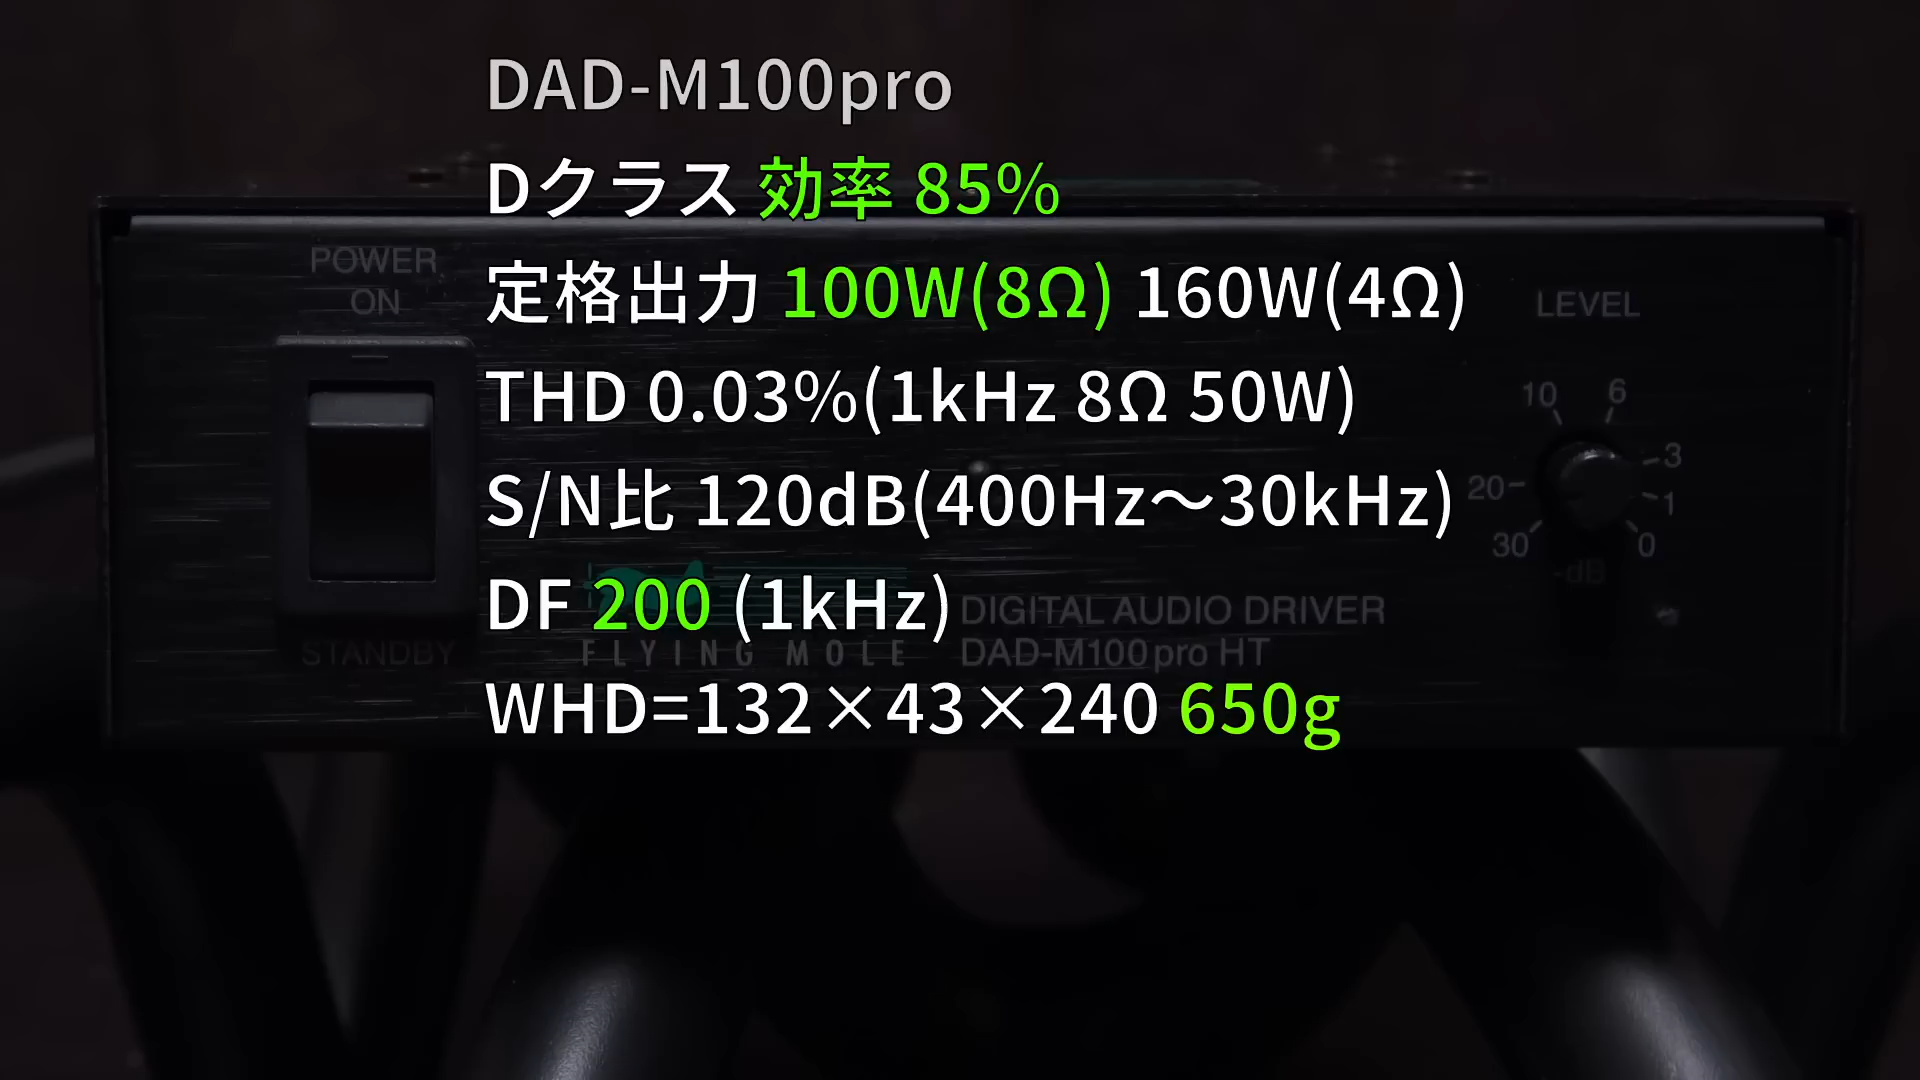 DAD-M100pro
Dクラス 効率 85%
POWER
ON
定格出力 100W(8Ω) 160W(4Ω)
LEVEL
THD 0.03%(1kHz 8Ω 50W)
10 6
3
S/N比 120dB(400Hz～30kHz)
20 1
30 0
-dB
DF 200 (1kHz)
DIGITAL AUDIO DRIVER
STANDBY
FLYING MOLE
DAD-M100pro HT
WHD=132×43×240 650g